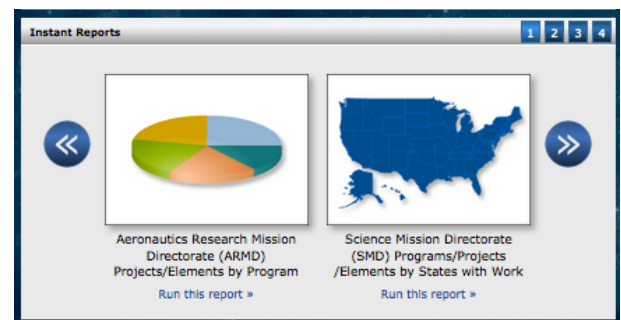 Instant Reports
1 2 3 4
Aeronautics Research Mission
Directorate (ARMD)
Projects/Elements by Program
Run this report »
Science Mission Directorate
(SMD) Programs/Projects
/Elements by States with Work
Run this report »